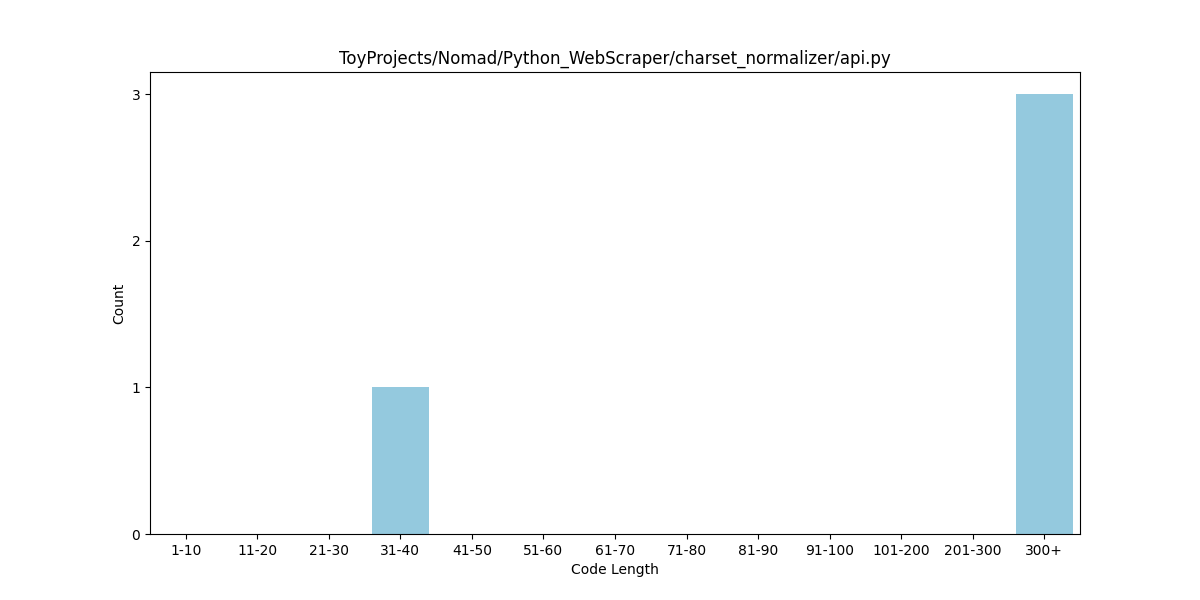 ToyProjects/Nomad/Python_WebScraper/charset_normalizer/api.py
3
2
1
0
Count
1-10 11-20 21-30 31-40 41-50 51-60 61-70 71-80 81-90 91-100 101-200 201-300 300+
Code Length